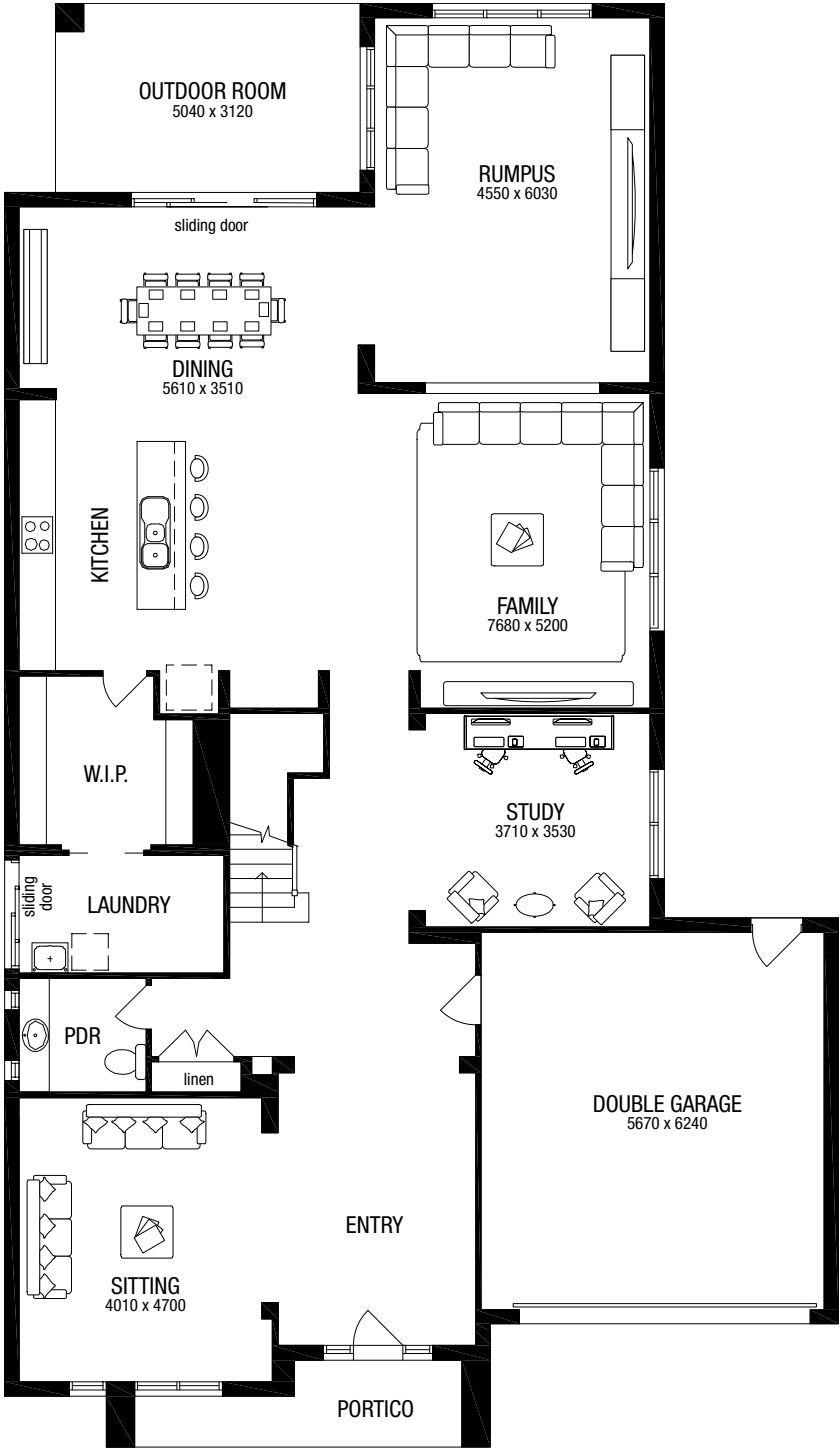 OUTDOOR ROOM
5040 x 3120
RUMPUS
4550 x 6030
sliding door
DINING
5610 x 3510
KITCHEN
FAMILY
7680 x 5200
W.I.P.
STUDY
3710 x 3530
sliding
door
LAUNDRY
PDR
linen
DOUBLE GARAGE
5670 x 6240
ENTRY
SITTING
4010 x 4700
PORTICO